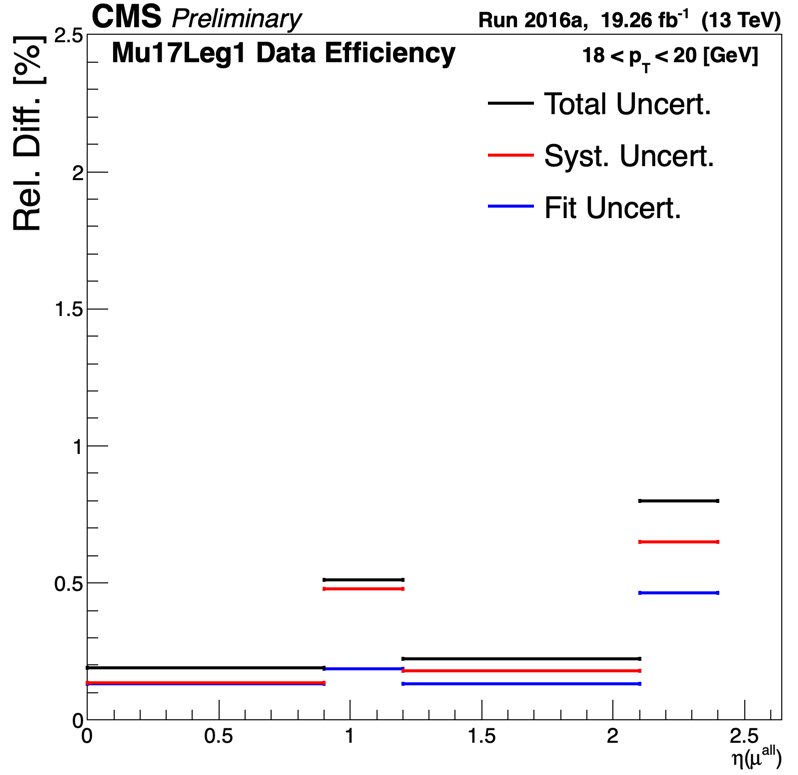 CMS Preliminary
Run 2016a, 19.26 fb⁻¹ (13 TeV)
Mu17Leg1 Data Efficiency
18 < p_T < 20 [GeV]
Total Uncert.
Syst. Uncert.
Fit Uncert.
Rel. Diff. [%]
2.5
2
1.5
1
0.5
0
0 0.5 1 1.5 2 2.5
η(μ^all)